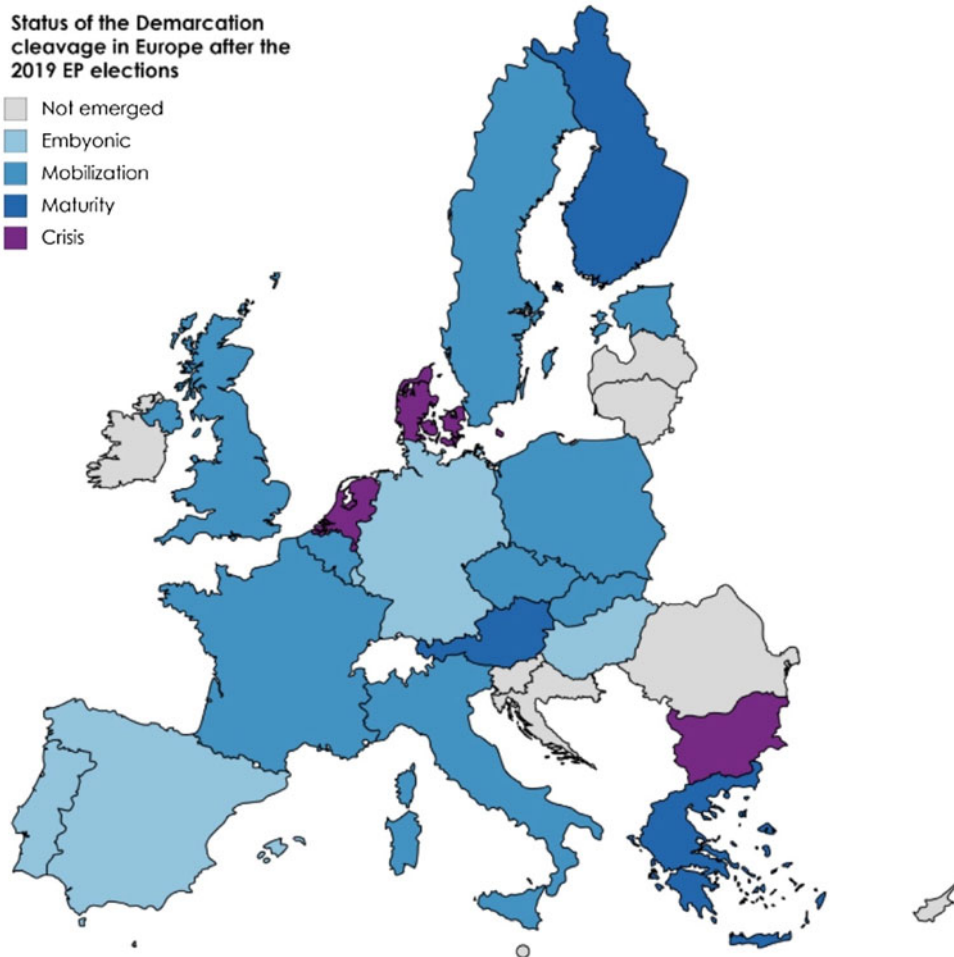 Status of the Demarcation
cleavage in Europe after the
2019 EP elections
Not emerged
Embyonic
Mobilization
Maturity
Crisis